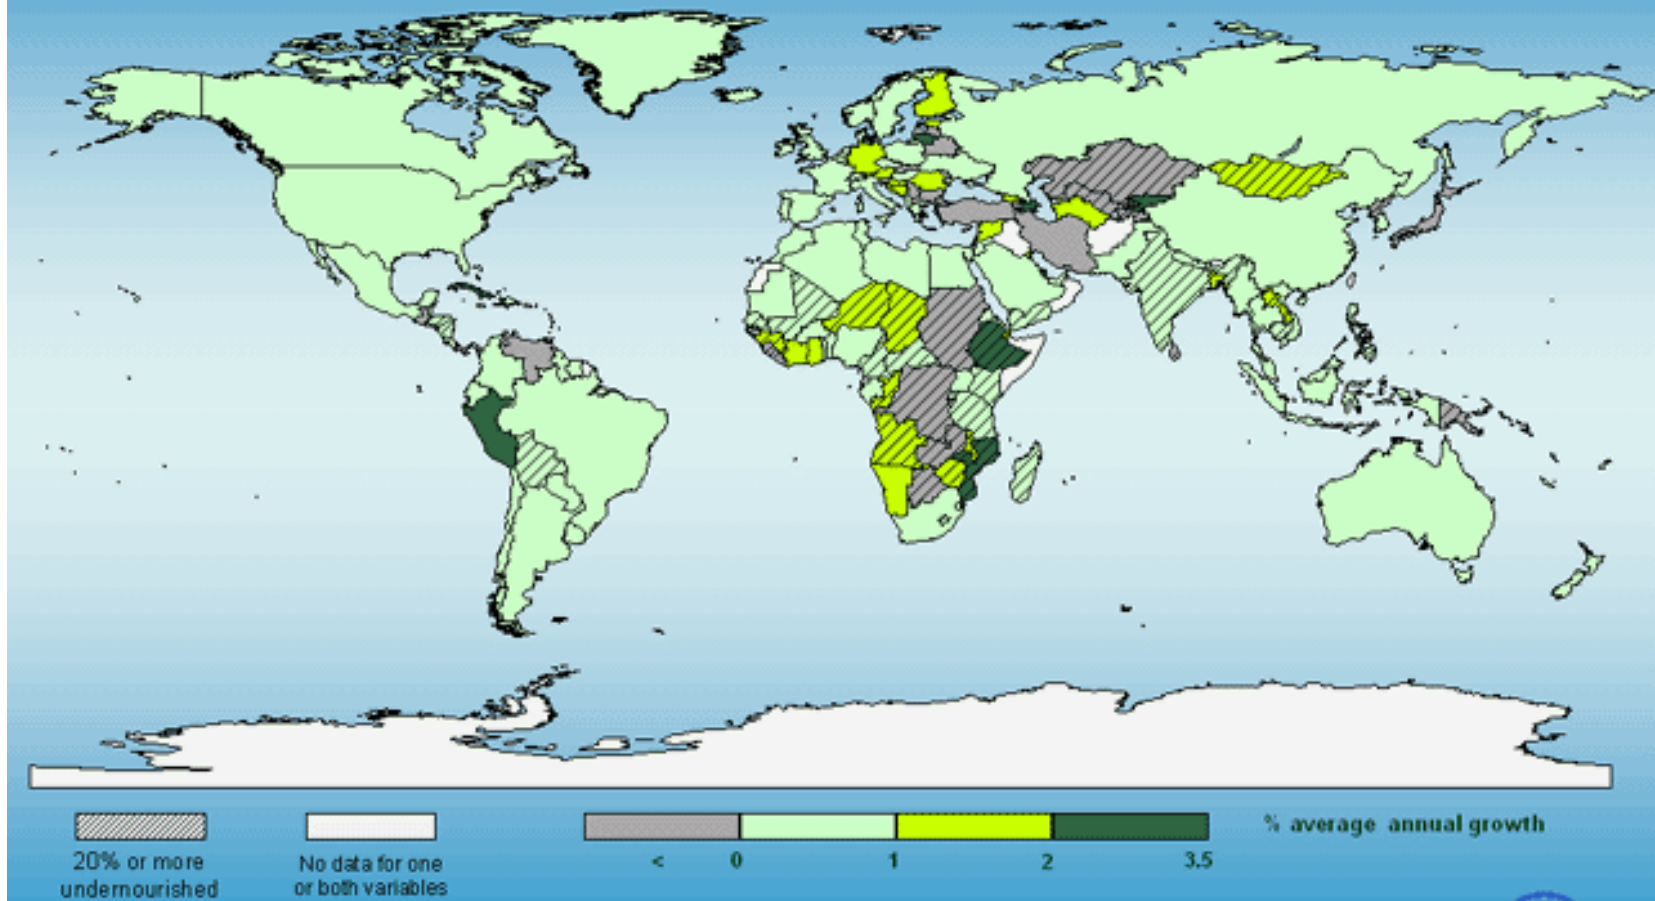 20% or more
undernourished
No data for one
or both variables
< 0 1 2 3.5
% average annual growth